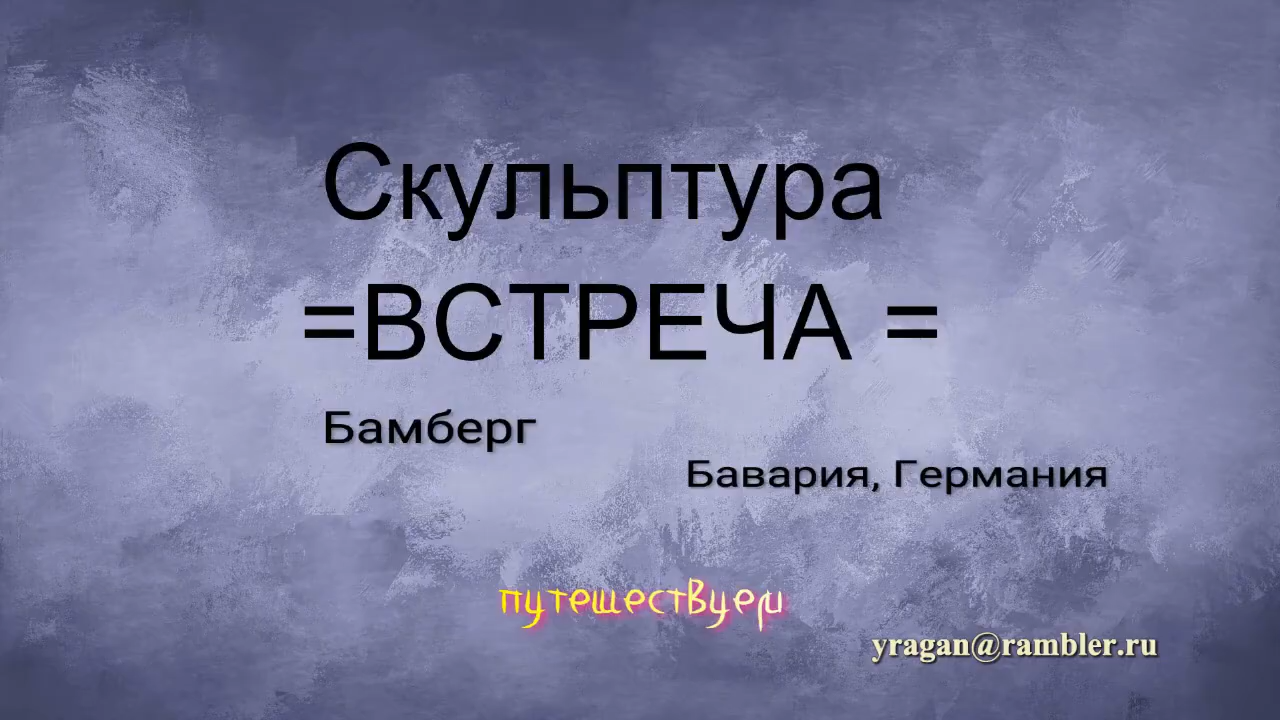 Скульптура
=ВСТРЕЧА =
Бамберг
Бавария, Германия
путешествуем
yragan@rambler.ru